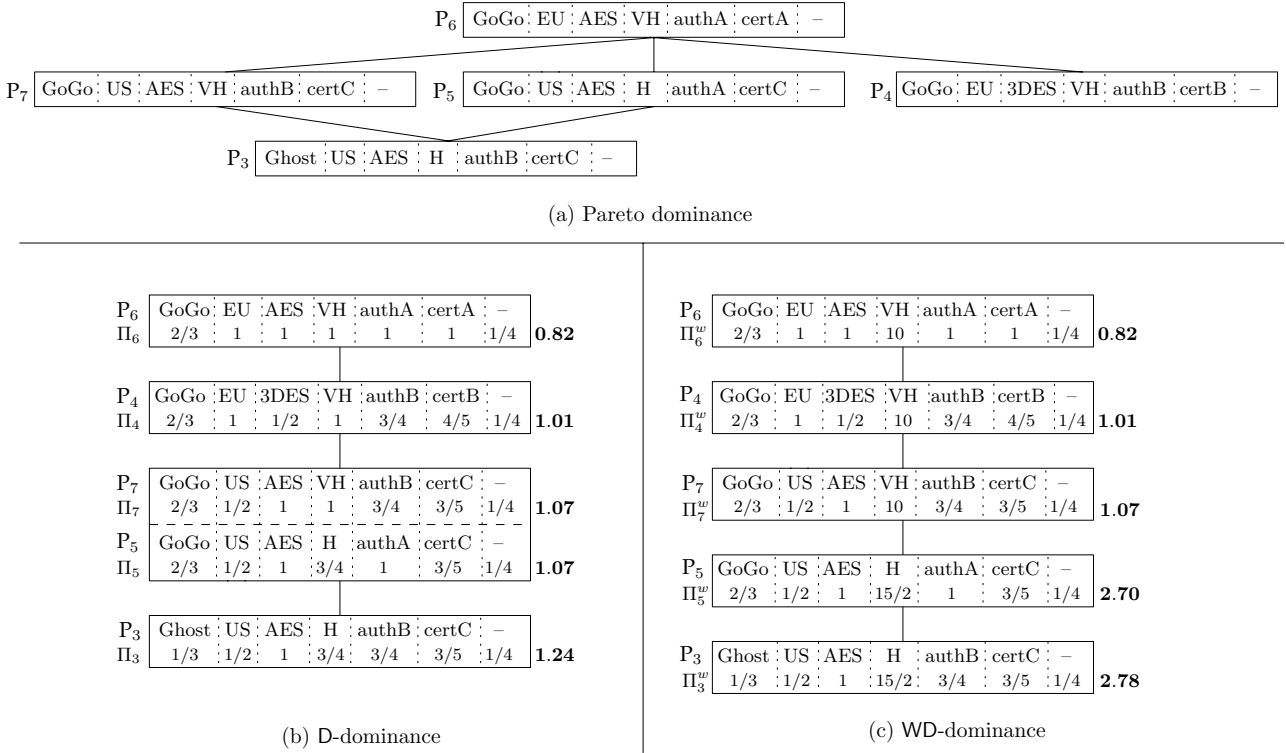 P6 GoGo EU AES VH authA certA –
P7 GoGo US AES VH authB certC –
P5 GoGo US AES H authA certC –
P4 GoGo EU 3DES VH authB certB –
P3 Ghost US AES H authB certC –
(a) Pareto dominance
P6 GoGo EU AES VH authA certA –
Π6 2/3 1 1 1 1 1 1/4 0.82
P4 GoGo EU 3DES VH authB certB –
Π4 2/3 1 1/2 1 3/4 4/5 1/4 1.01
P7 GoGo US AES VH authB certC –
Π7 2/3 1/2 1 1 3/4 3/5 1/4 1.07
P5 GoGo US AES H authA certC –
Π5 2/3 1/2 1 3/4 1 3/5 1/4 1.07
P3 Ghost US AES H authB certC –
Π3 1/3 1/2 1 3/4 3/4 3/5 1/4 1.24
(b) D-dominance
P6 GoGo EU AES VH authA certA –
Π6^w 2/3 1 1 10 1 1 1/4 0.82
P4 GoGo EU 3DES VH authB certB –
Π4^w 2/3 1 1/2 10 3/4 4/5 1/4 1.01
P7 GoGo US AES VH authB certC –
Π7^w 2/3 1/2 1 10 3/4 3/5 1/4 1.07
P5 GoGo US AES H authA certC –
Π5^w 2/3 1/2 1 15/2 1 3/5 1/4 2.70
P3 Ghost US AES H authB certC –
Π3^w 1/3 1/2 1 15/2 3/4 3/5 1/4 2.78
(c) WD-dominance